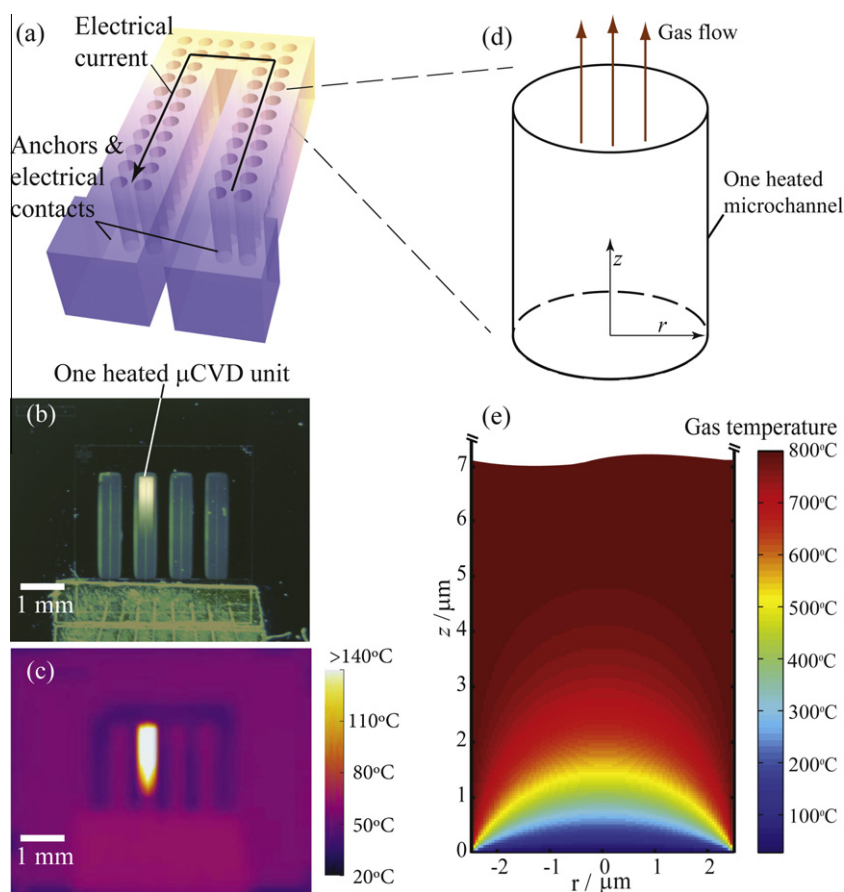 (a)
Electrical
current
Anchors &
electrical
contacts
(d)
Gas flow
One heated
microchannel
z
r
One heated μCVD unit
(b)
1 mm
(c)
1 mm
>140°C
110°C
80°C
50°C
20°C
(e)
Gas temperature
800°C
700°C
600°C
500°C
400°C
300°C
200°C
100°C
7
6
5
4
3
2
1
0
z /μm
-2
-1
0
1
2
r / μm